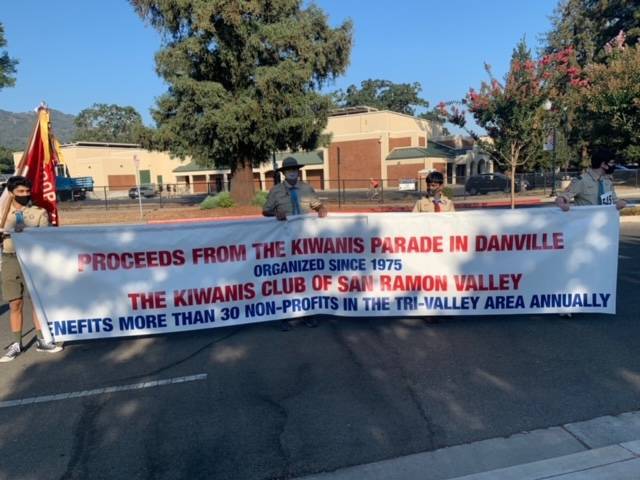 PROCEEDS FROM THE KIWANIS PARADE IN DANVILLE
ORGANIZED SINCE 1975
THE KIWANIS CLUB OF SAN RAMON VALLEY
ENEFITS MORE THAN 30 NON-PROFITS IN THE TRI-VALLEY AREA ANNUALLY